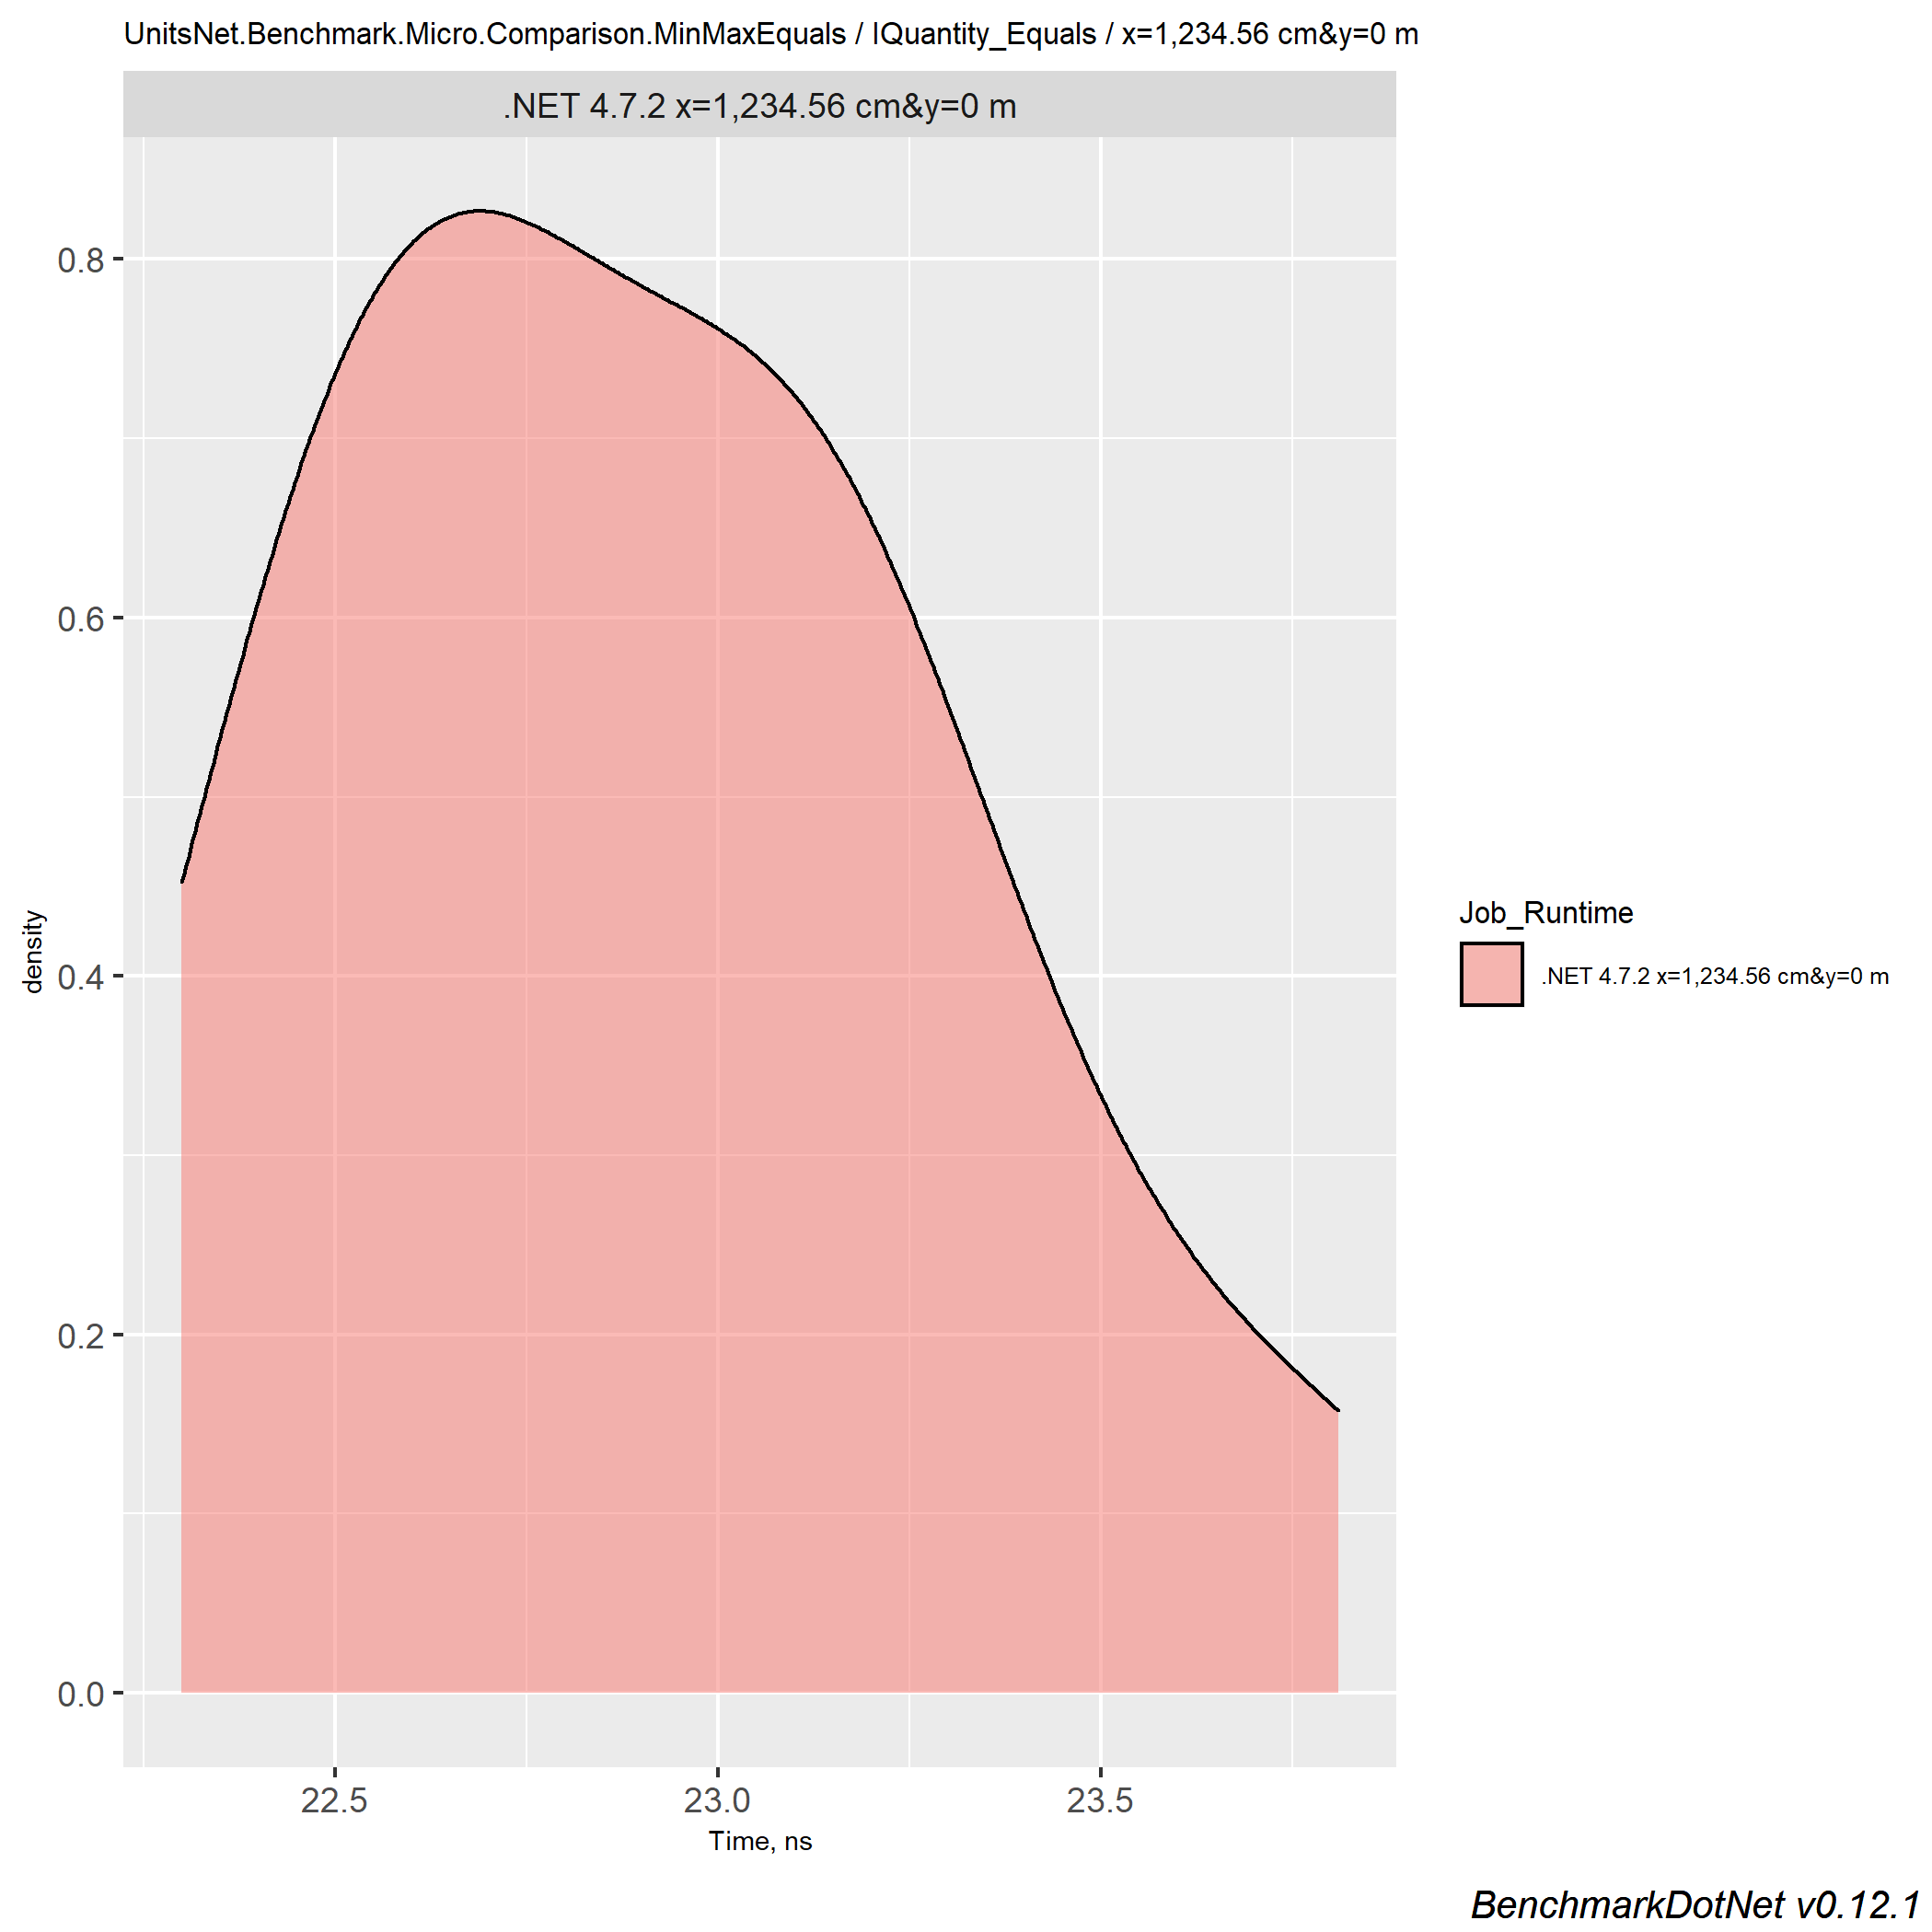 UnitsNet.Benchmark.Micro.Comparison.MinMaxEquals / IQuantity_Equals / x=1,234.56 cm&y=0 m
.NET 4.7.2 x=1,234.56 cm&y=0 m
0.8
0.6
0.4
0.2
0.0
density
22.5 23.0 23.5
Time, ns
Job_Runtime
.NET 4.7.2 x=1,234.56 cm&y=0 m
BenchmarkDotNet v0.12.1